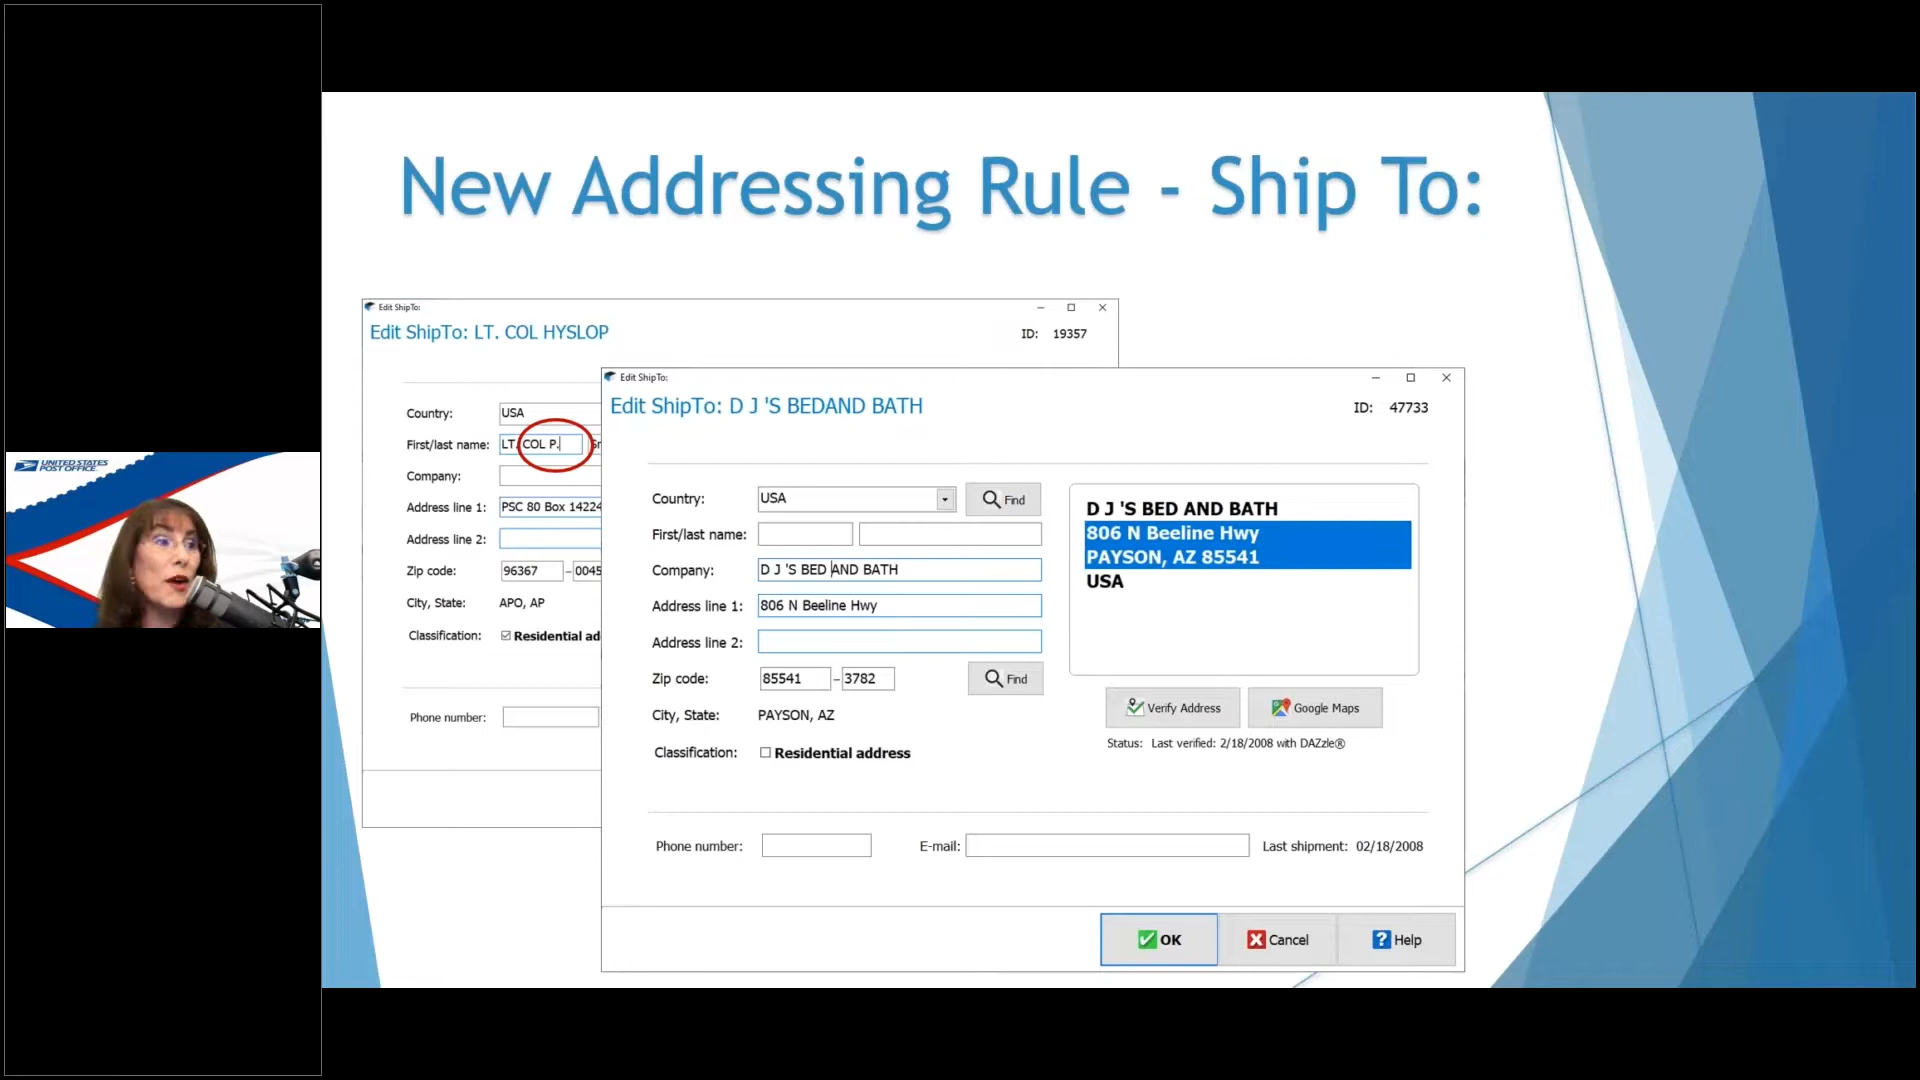 New Addressing Rule - Ship To:
Edit ShipTo:
Edit ShipTo: LT. COL HYSLOP
ID: 19357
Country: USA
First/last name: LT. COL P.
Company:
Address line 1: PSC 80 Box 14224
Address line 2:
Zip code: 96367 - 0045
City, State: APO, AP
Classification: Residential ad
Phone number:
Edit ShipTo:
Edit ShipTo: D J 'S BEDAND BATH
ID: 47733
Country: USA Find
First/last name:
Company: D J 'S BED AND BATH
Address line 1: 806 N Beeline Hwy
Address line 2:
Zip code: 85541 - 3782 Find
City, State: PAYSON, AZ
Classification: Residential address
D J 'S BED AND BATH
806 N Beeline Hwy
PAYSON, AZ 85541
USA
Verify Address Google Maps
Status: Last verified: 2/18/2008 with DAZzle®
Phone number: E-mail: Last shipment: 02/18/2008
OK Cancel Help
UNITED STATES
POST OFFICE